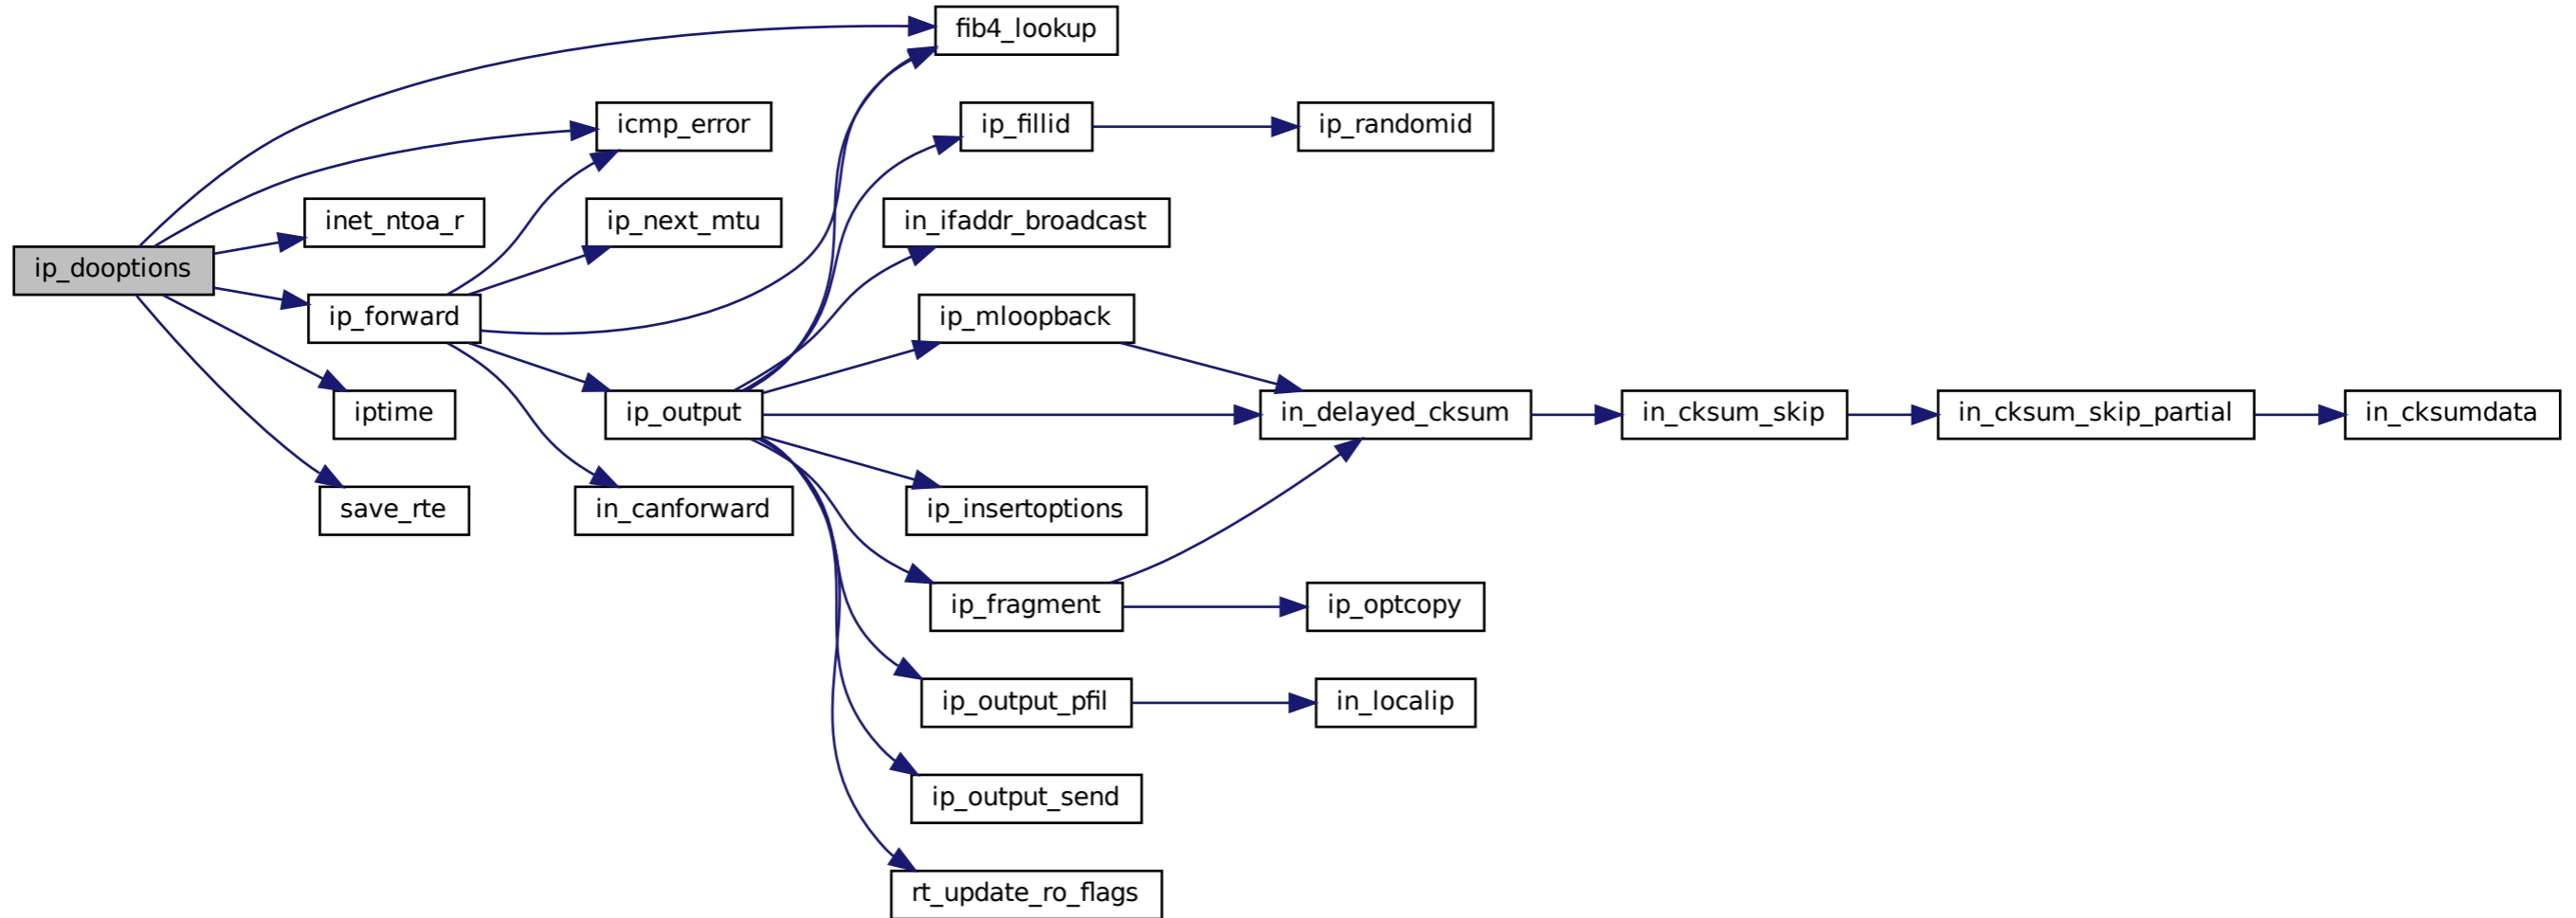 fib4_lookup
icmp_error
ip_fillid
ip_randomid
inet_ntoa_r
ip_next_mtu
in_ifaddr_broadcast
ip_dooptions
ip_forward
ip_mloopback
iptime
ip_output
in_delayed_cksum
in_cksum_skip
in_cksum_skip_partial
in_cksumdata
save_rte
in_canforward
ip_insertoptions
ip_fragment
ip_optcopy
ip_output_pfil
in_localip
ip_output_send
rt_update_ro_flags